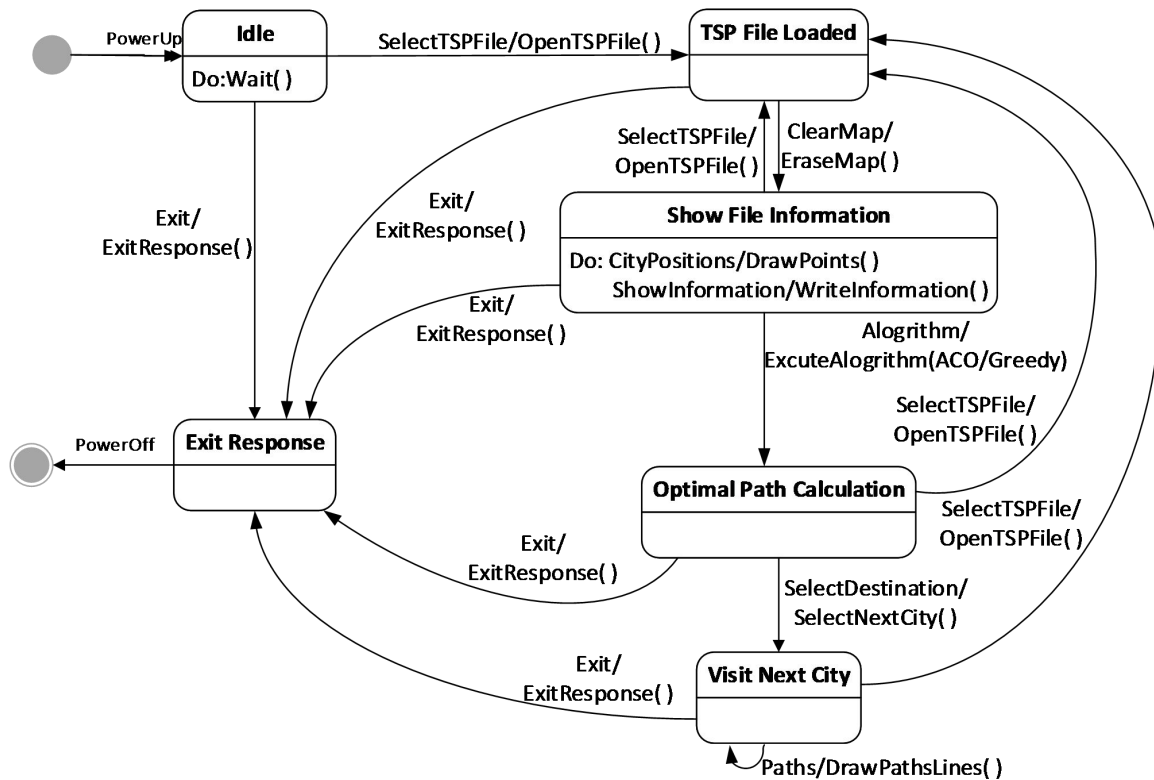 PowerUp
Idle
Do:Wait( )
SelectTSPFile/OpenTSPFile( )
TSP File Loaded
SelectTSPFile/
OpenTSPFile( )
ClearMap/
EraseMap( )
Exit/
ExitResponse( )
Exit/
ExitResponse( )
Show File Information
Do: CityPositions/DrawPoints( )
ShowInformation/WriteInformation( )
Exit/
ExitResponse( )
Alogrithm/
ExcuteAlogrithm(ACO/Greedy)
SelectTSPFile/
OpenTSPFile( )
PowerOff
Exit Response
Optimal Path Calculation
SelectTSPFile/
OpenTSPFile( )
Exit/
ExitResponse( )
SelectDestination/
SelectNextCity( )
Exit/
ExitResponse( )
Visit Next City
Paths/DrawPathsLines( )